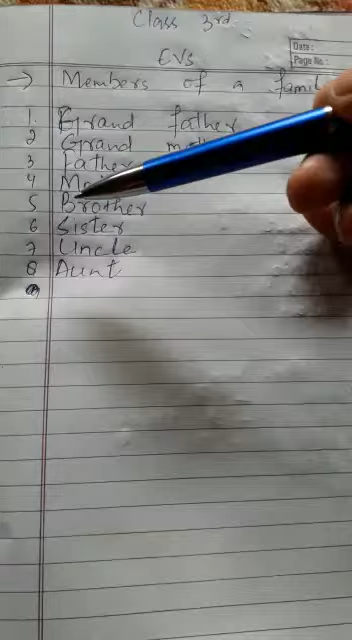 Class 3rd.
EVS
Date:
Page No.:
→ Members of a
1. Grand father
2 Grand
3 Father
4
5 Brother
6 Sister
7 Uncle
8 Aunt